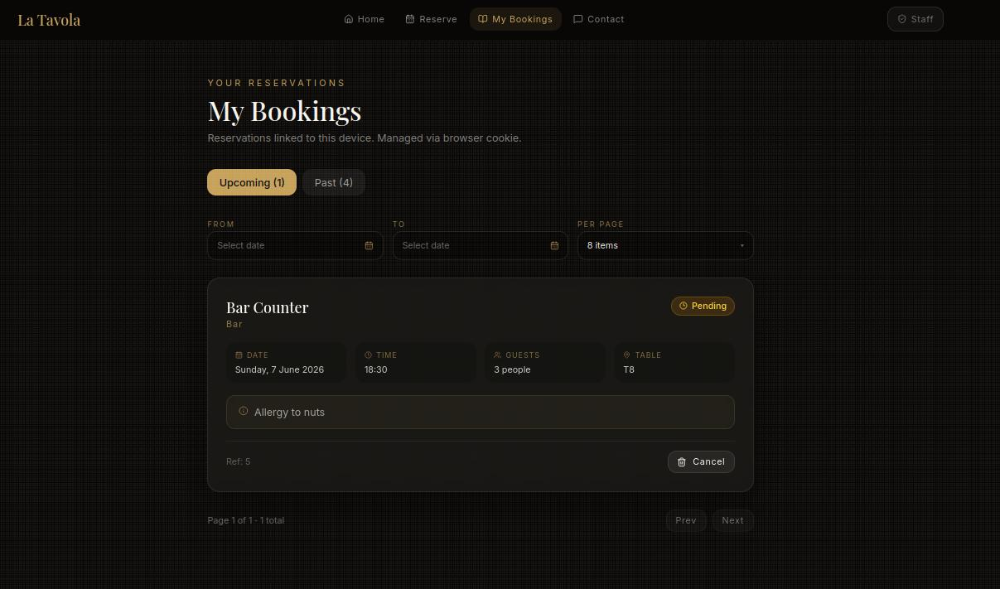 La Tavola
Home Reserve My Bookings Contact Staff
YOUR RESERVATIONS
My Bookings
Reservations linked to this device. Managed via browser cookie.
Upcoming (1) Past (4)
FROM TO PER PAGE
Select date Select date 8 items
Bar Counter Pending
Bar
DATE TIME GUESTS TABLE
Sunday, 7 June 2026 18:30 3 people T8
Allergy to nuts
Ref: 5 Cancel
Page 1 of 1 · 1 total Prev Next